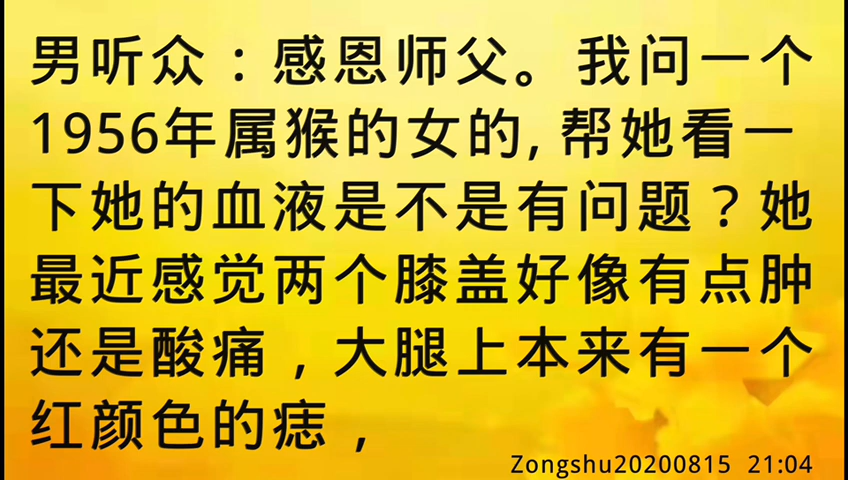 男听众：感恩师父。我问一个
1956年属猴的女的, 帮她看一
下她的血液是不是有问题？她
最近感觉两个膝盖好像有点肿
还是酸痛，大腿上本来有一个
红颜色的痣，
Zongshu20200815 21:04